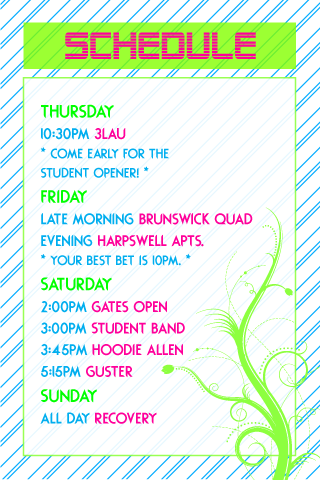 SCHEDULE
THURSDAY
10:30PM 3LAU
* COME EARLY FOR THE
STUDENT OPENER! *
FRIDAY
LATE MORNING BRUNSWICK QUAD
EVENING HARPSWELL APTS.
* YOUR BEST BET IS 10PM. *
SATURDAY
2:00PM GATES OPEN
3:00PM STUDENT BAND
3:45PM HOODIE ALLEN
5:15PM GUSTER
SUNDAY
ALL DAY RECOVERY